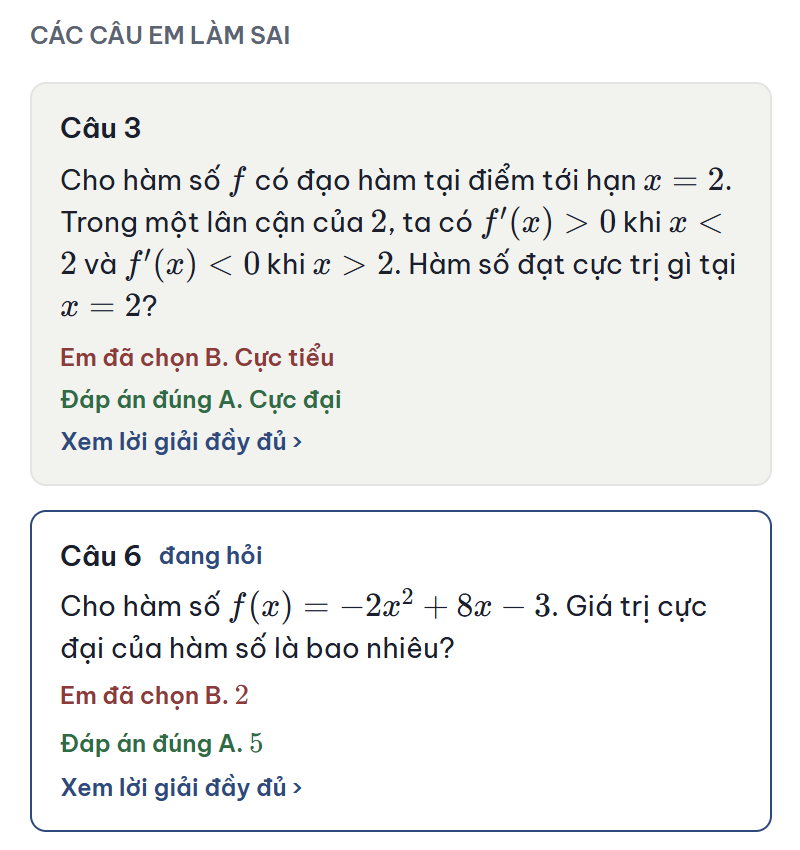 CÁC CÂU EM LÀM SAI
Câu 3
Cho hàm số f có đạo hàm tại điểm tới hạn x = 2.
Trong một lân cận của 2, ta có f′(x) > 0 khi x <
2 và f′(x) < 0 khi x > 2. Hàm số đạt cực trị gì tại
x = 2?
Em đã chọn B. Cực tiểu
Đáp án đúng A. Cực đại
Xem lời giải đầy đủ ›
Câu 6 đang hỏi
Cho hàm số f(x) = −2x² + 8x − 3. Giá trị cực
đại của hàm số là bao nhiêu?
Em đã chọn B. 2
Đáp án đúng A. 5
Xem lời giải đầy đủ ›